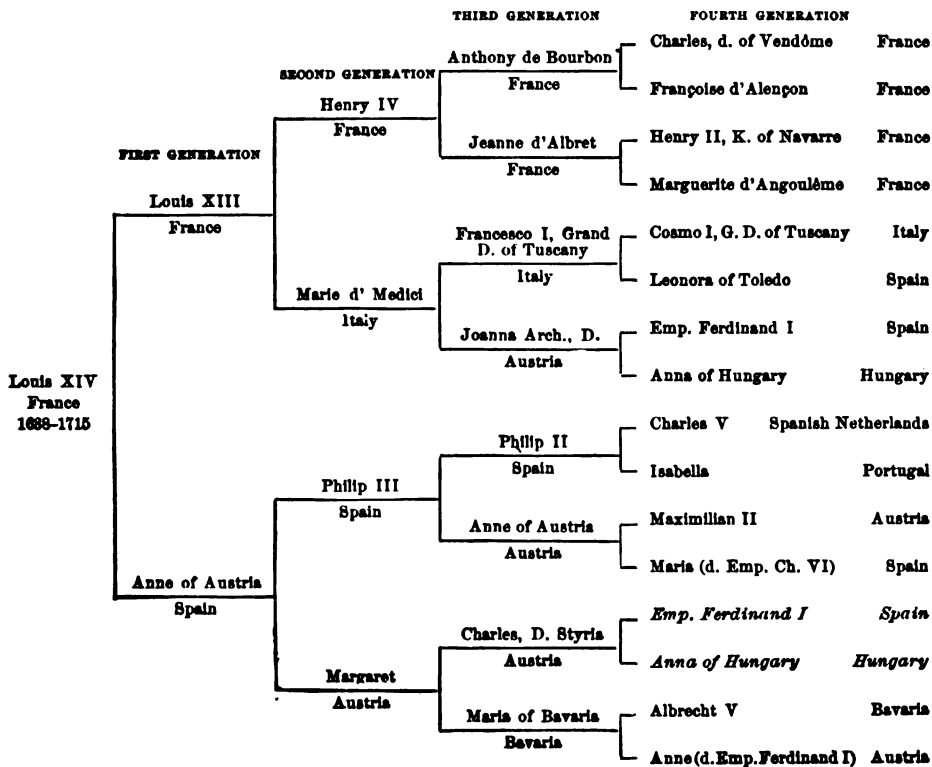 THIRD GENERATION FOURTH GENERATION
Charles, d. of Vendôme France
Anthony de Bourbon
France
SECOND GENERATION
Françoise d'Alençon France
Henry IV
France
Henry II, K. of Navarre France
Jeanne d'Albret
France
FIRST GENERATION
Marguerite d'Angoulême France
Louis XIII
France
Francesco I, Grand
D. of Tuscany
Italy
Cosmo I, G. D. of Tuscany Italy
Leonora of Toledo Spain
Marie d' Medici
Italy
Joanna Arch., D.
Austria
Emp. Ferdinand I Spain
Anna of Hungary Hungary
Louis XIV
France
1638-1715
Charles V Spanish Netherlands
Philip II
Spain
Isabella Portugal
Philip III
Spain
Maximilian II Austria
Anne of Austria
Austria
Maria (d. Emp. Ch. VI) Spain
Anne of Austria
Spain
Emp. Ferdinand I Spain
Charles, D. Styria
Austria
Anna of Hungary Hungary
Margaret
Austria
Albrecht V Bavaria
Maria of Bavaria
Bavaria
Anne (d. Emp. Ferdinand I) Austria